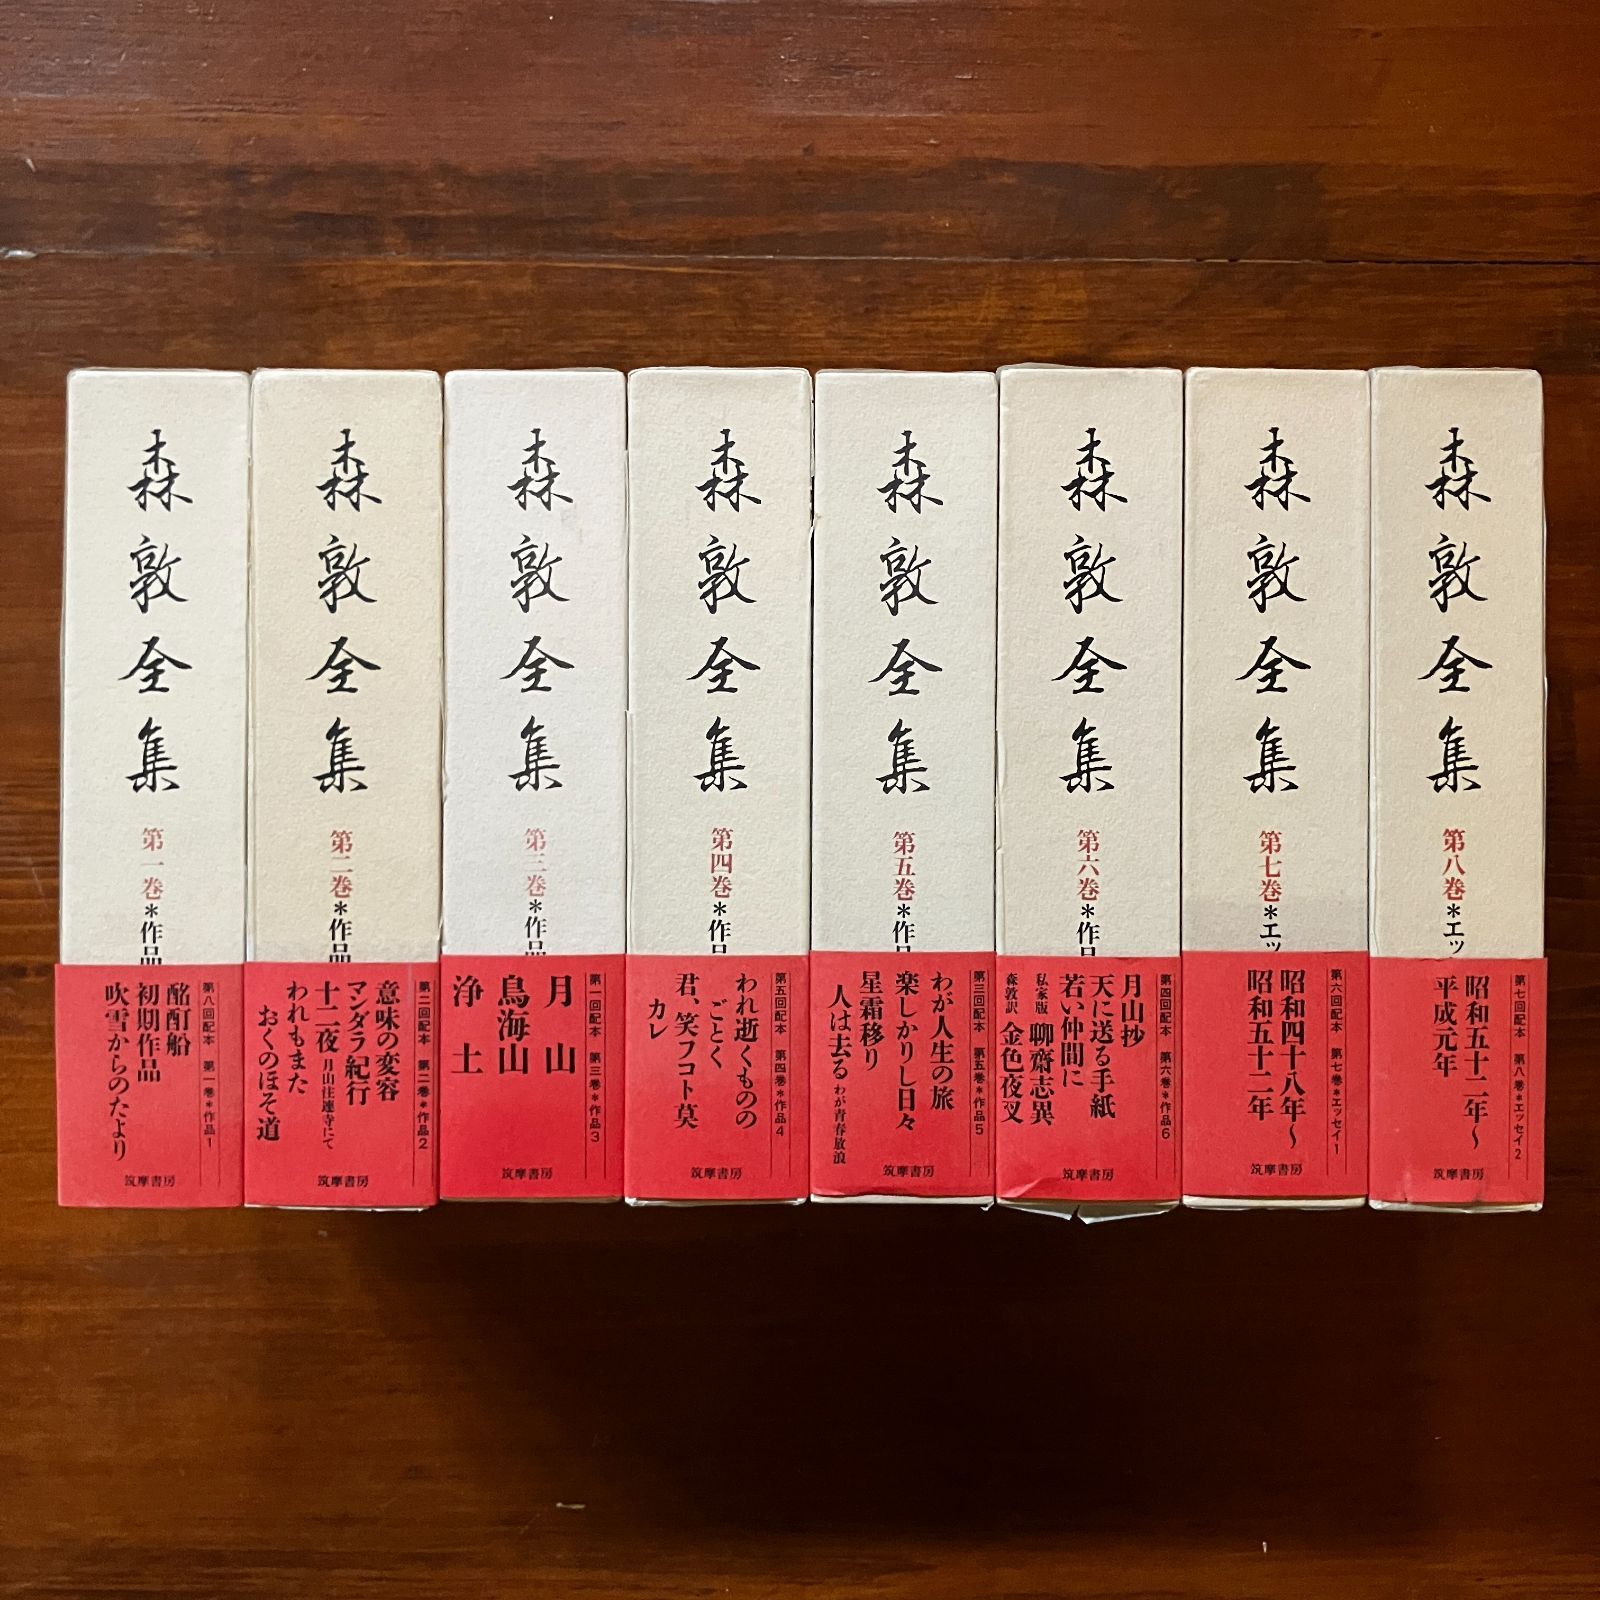 森敦全集
第一巻*作品
第八回配本 第一巻*作品1
酩酊船
初期作品
吹雪からのたより
筑摩書房
森敦全集
第二巻*作品
第二回配本 第二巻*作品2
意味の変容
マンダラ紀行
十二夜 月山注連寺にて
われもまた
おくのほそ道
筑摩書房
森敦全集
第三巻*作品
第一回配本 第三巻*作品3
月山
鳥海山
浄土
筑摩書房
森敦全集
第四巻*作品
第五回配本 第四巻*作品4
われ逝くものの
ごとく
君、笑フコト莫
カレ
筑摩書房
森敦全集
第五巻*作品
第三回配本 第五巻*作品5
わが人生の旅
楽しかりし日々
星霜移り
人は去る わが青春放浪
筑摩書房
森敦全集
第六巻*作品
第四回配本 第六巻*作品6
月山抄
天に送る手紙
若い仲間に
私家版 聊齋志異
森敦訳 金色夜叉
筑摩書房
森敦全集
第七巻*エッ
第六回配本 第七巻*エッセイ1
昭和四十八年〜
昭和五十二年
筑摩書房
森敦全集
第八巻*エッ
第七回配本 第八巻*エッセイ2
昭和五十二年〜
平成元年
筑摩書房